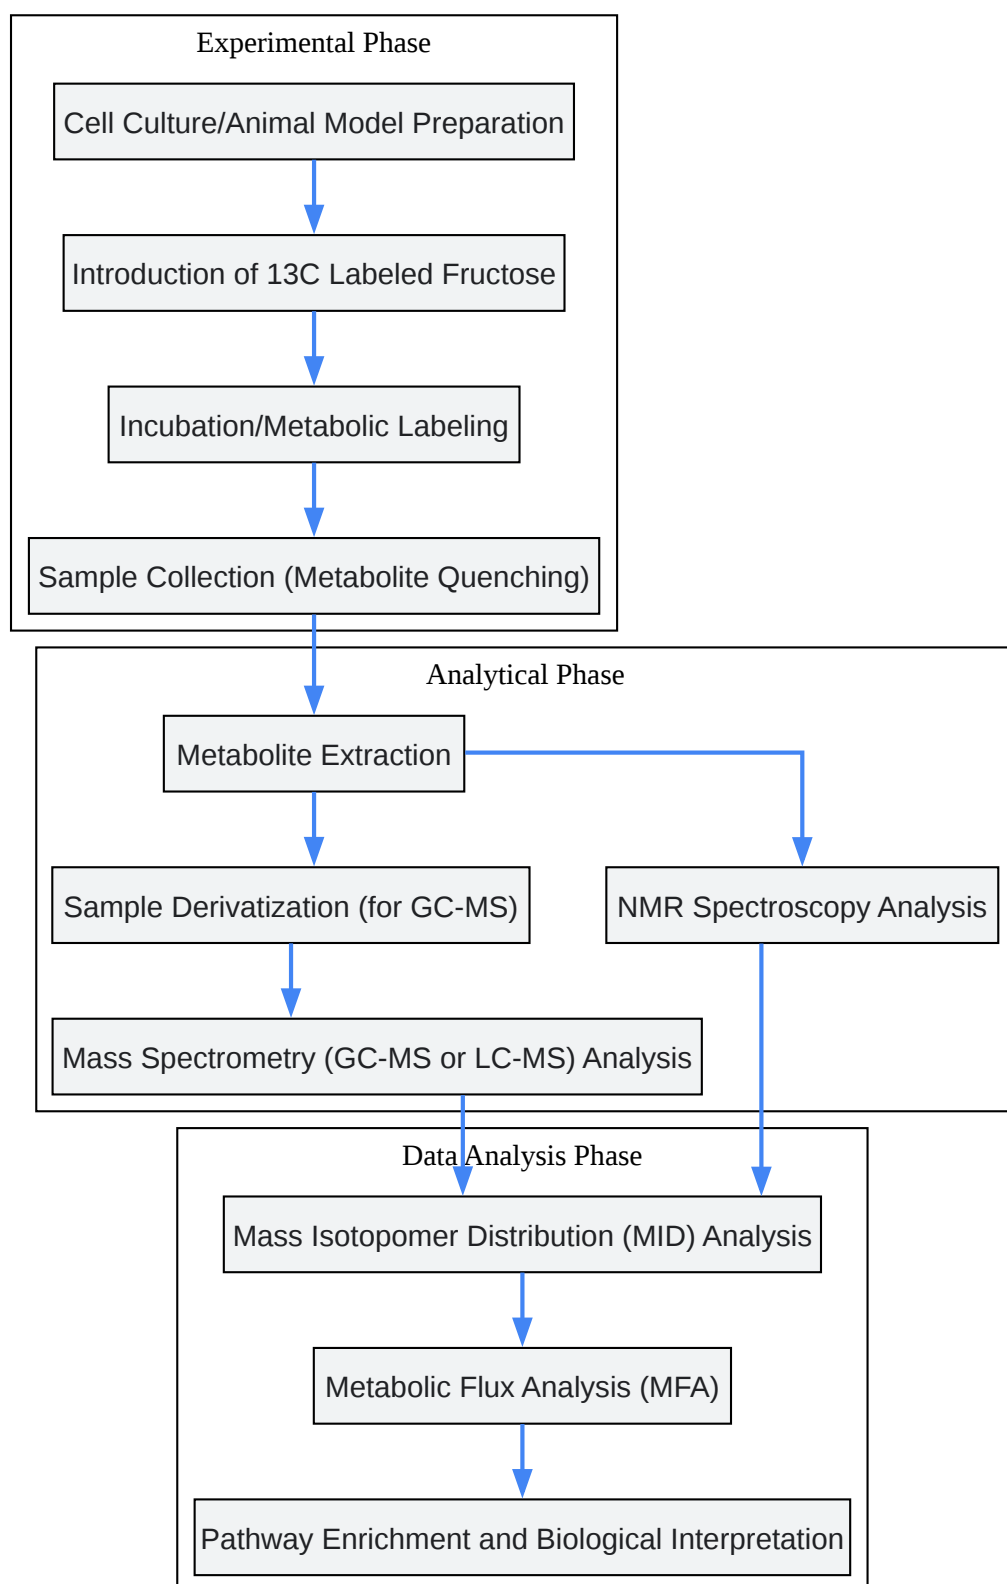 Experimental Phase
Cell Culture/Animal Model Preparation
Introduction of 13C Labeled Fructose
Incubation/Metabolic Labeling
Sample Collection (Metabolite Quenching)
Analytical Phase
Metabolite Extraction
Sample Derivatization (for GC-MS)
NMR Spectroscopy Analysis
Mass Spectrometry (GC-MS or LC-MS) Analysis
Data Analysis Phase
Mass Isotopomer Distribution (MID) Analysis
Metabolic Flux Analysis (MFA)
Pathway Enrichment and Biological Interpretation